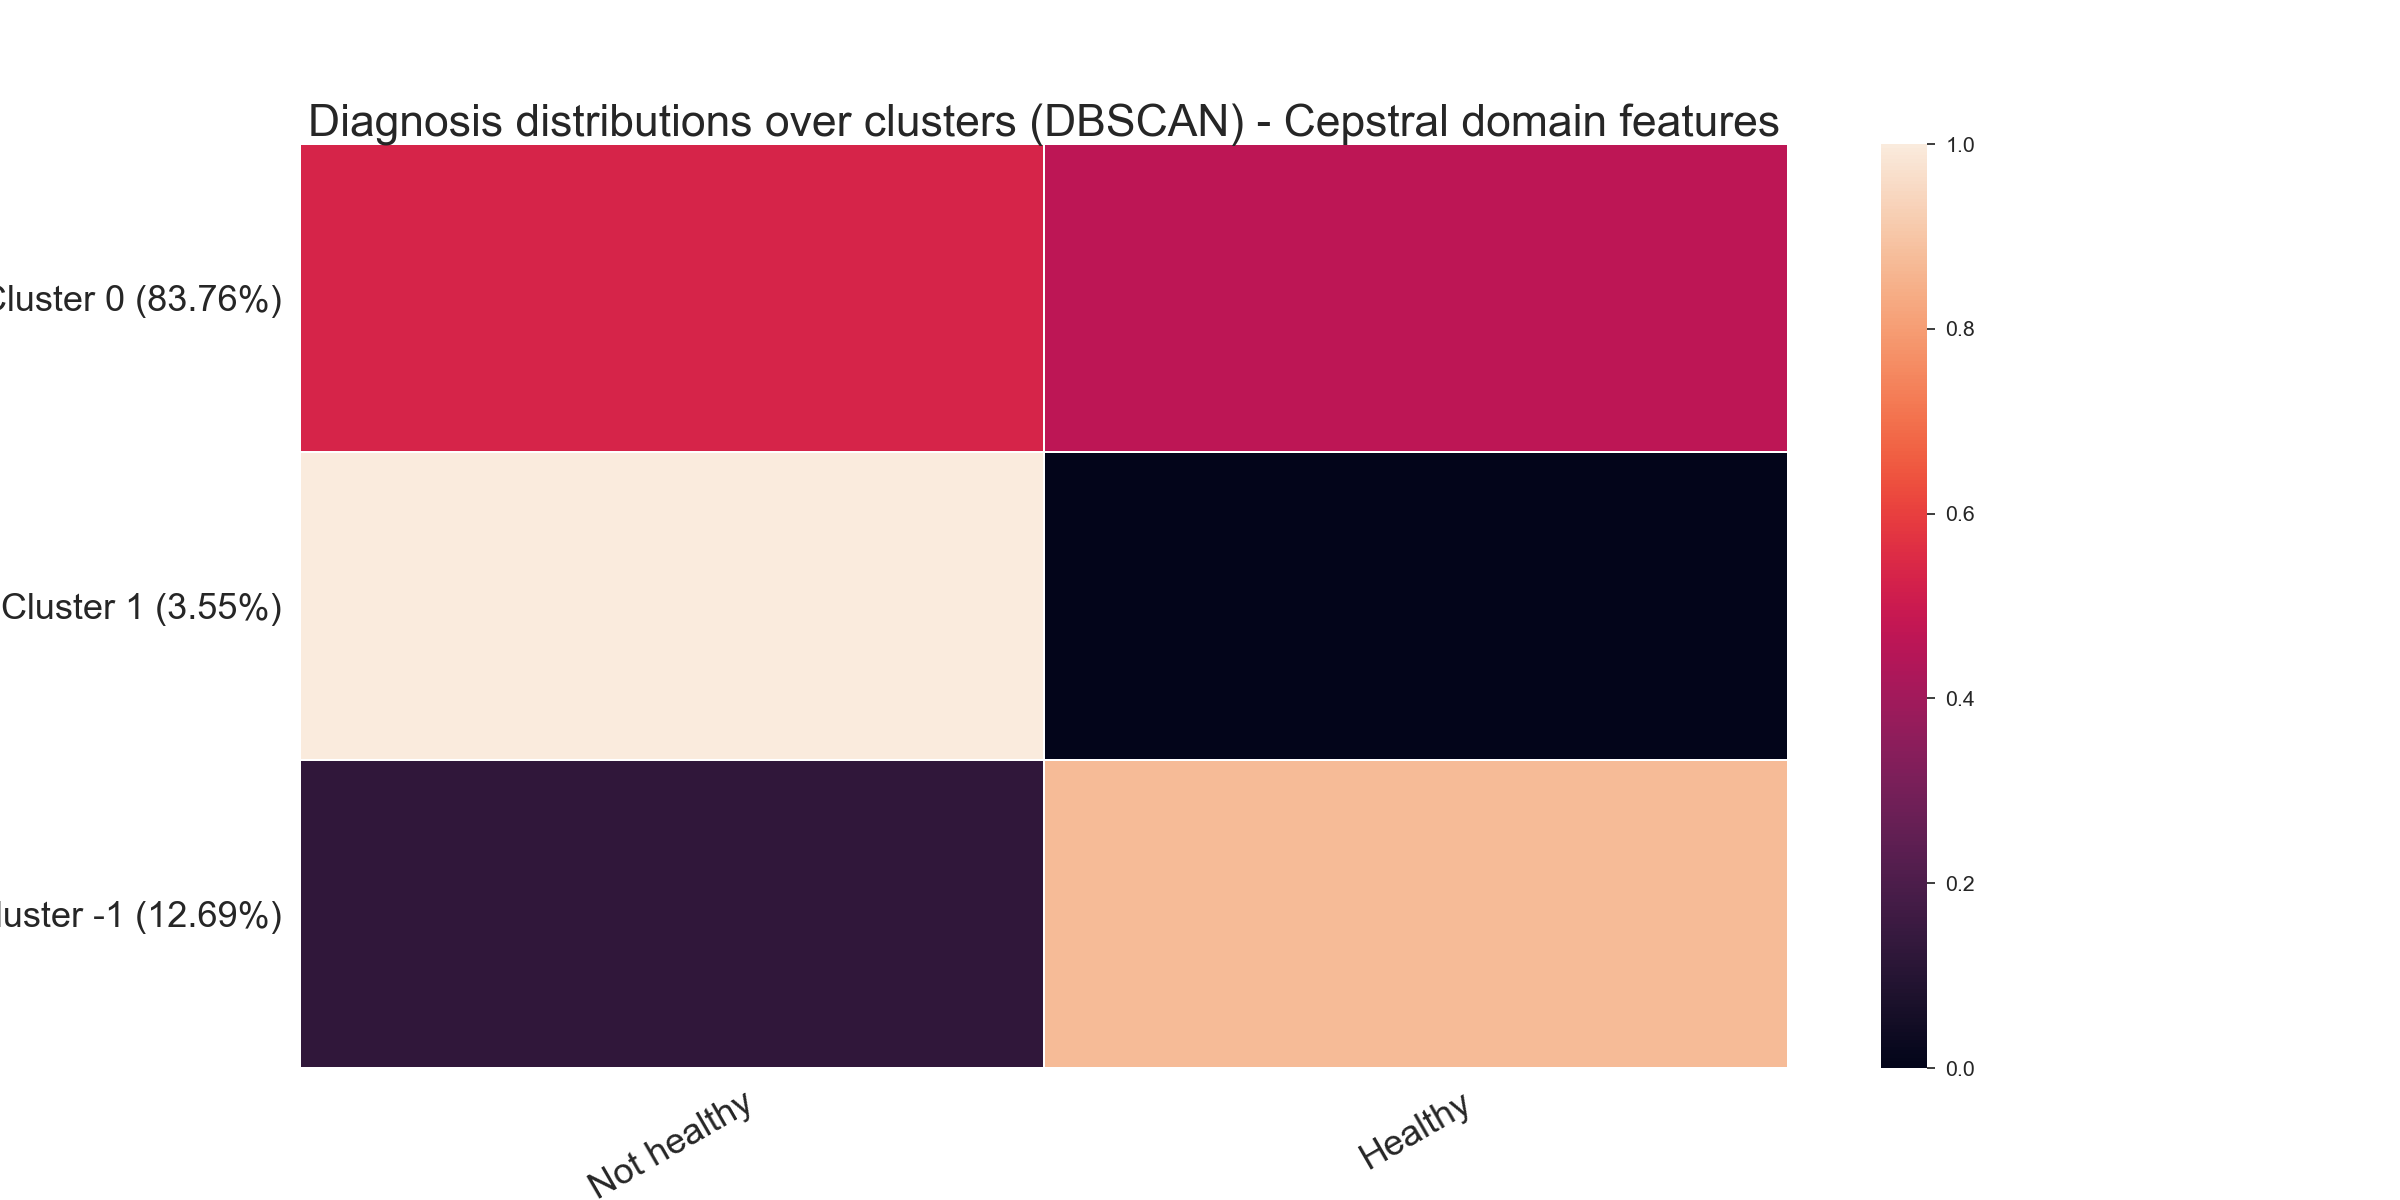 Diagnosis distributions over clusters (DBSCAN) - Cepstral domain features
Cluster 0 (83.76%)
Cluster 1 (3.55%)
luster -1 (12.69%)
Not healthy
Healthy
1.0
0.8
0.6
0.4
0.2
0.0